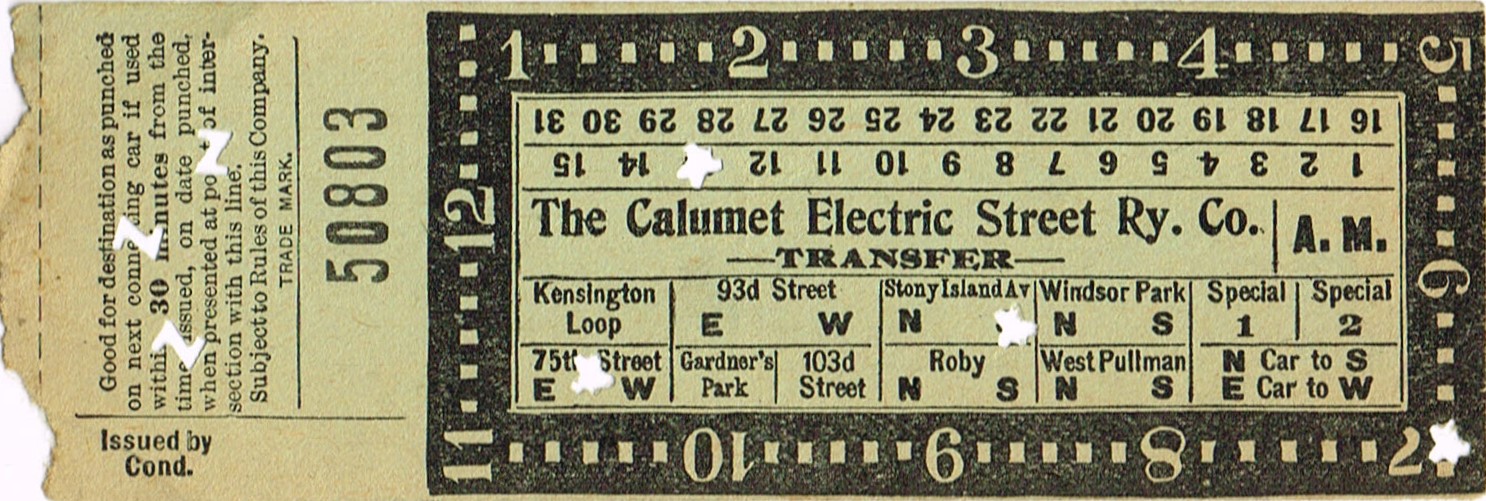 Good for destination as punched
on next conne ing car if used
withi 30 nutes from the
time issued, on date punched,
when presented at po t of inter-
section with this line.
Subject to Rules of this Company.
TRADE MARK.
50803
Issued by
Cond.
1 2 3 4 5
12
11 10 9 8 7
6
31 30 29 28 27 26 25 24 23 22 21 20 19 18 17 16
15 14 12 11 10 9 8 7 6 5 4 3 2 1
The Calumet Electric Street Ry. Co. A. M.
—TRANSFER—
Kensington Loop
93d Street
E W
Stony Island Av
N
Windsor Park
N S
Special 1
Special 2
75th Street
E W
Gardner's Park
103d Street
Roby
N S
West Pullman
N S
N Car to S
E Car to W